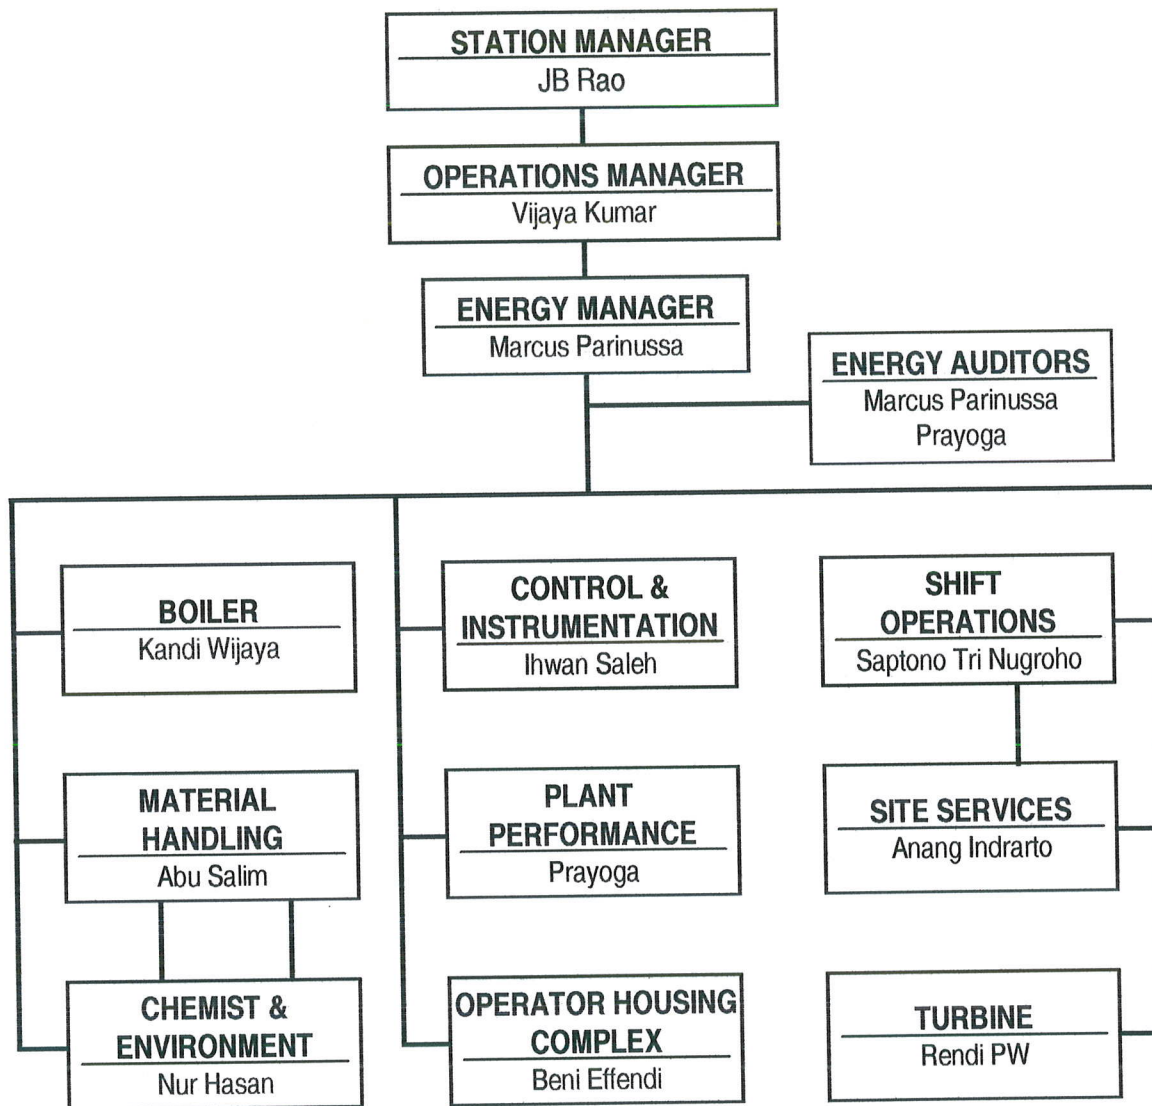 STATION MANAGER
JB Rao
OPERATIONS MANAGER
Vijaya Kumar
ENERGY MANAGER
Marcus Parinussa
ENERGY AUDITORS
Marcus Parinussa
Prayoga
BOILER
Kandi Wijaya
CONTROL &
INSTRUMENTATION
Ihwan Saleh
SHIFT
OPERATIONS
Saptono Tri Nugroho
MATERIAL
HANDLING
Abu Salim
PLANT
PERFORMANCE
Prayoga
SITE SERVICES
Anang Indrarto
CHEMIST &
ENVIRONMENT
Nur Hasan
OPERATOR HOUSING
COMPLEX
Beni Effendi
TURBINE
Rendi PW